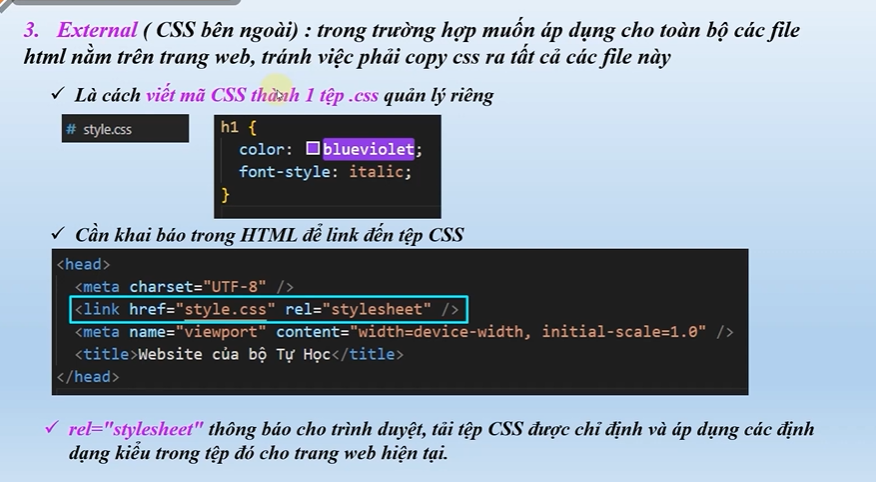 3. External ( CSS bên ngoài) : trong trường hợp muốn áp dụng cho toàn bộ các file
html nằm trên trang web, tránh việc phải copy css ra tất cả các file này
✓ Là cách viết mã CSS thành 1 tệp .css quản lý riêng
# style.css
h1 {
color: blueviolet;
font-style: italic;
}
✓ Cần khai báo trong HTML để link đến tệp CSS
<head>
<meta charset="UTF-8" />
<link href="style.css" rel="stylesheet" />
<meta name="viewport" content="width=device-width, initial-scale=1.0" />
<title>Website của bộ Tự Học</title>
</head>
✓ rel="stylesheet" thông báo cho trình duyệt, tải tệp CSS được chỉ định và áp dụng các định
dạng kiểu trong tệp đó cho trang web hiện tại.